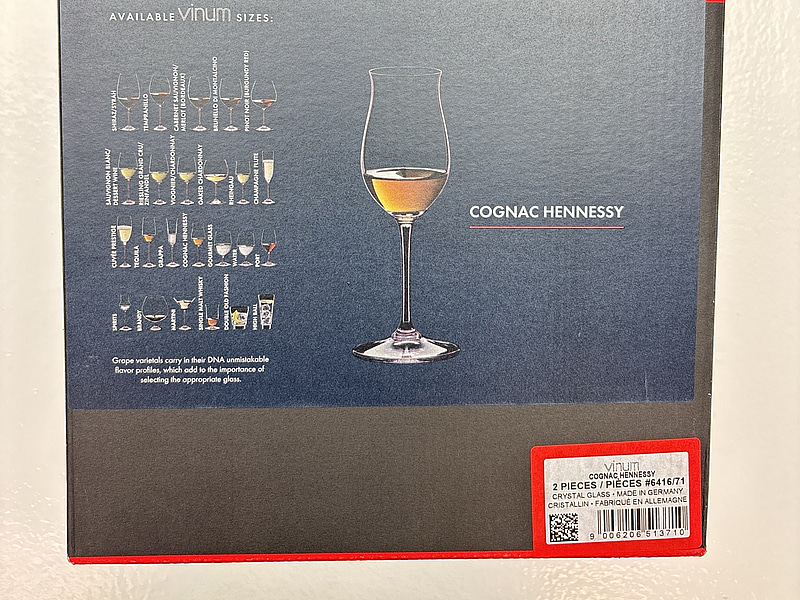 AVAILABLE vinum SIZES:
SHIRAZ/SYRAH
TEMPRANILLO
CABERNET SAUVIGNON/
MERLOT (BORDEAUX)
BRUNELLO DI MONTALCINO
PINOT NOIR (BURGUNDY RED)
SAUVIGNON BLANC/
DESSERT WINE
RIESLING GRAND CRU/
ZINFANDEL
VIOGNIER/CHARDONNAY
OAKED CHARDONNAY
RHEINGAU
CHAMPAGNE FLUTE
CUVÉE PRESTIGE
TEQUILA
GRAPPA
COGNAC HENNESSY
GOURMET GLASS
WATER
PORT
SPIRITS
BRANDY
MARTINI
SINGLE MALT WHISKY
DOUBLE OLD FASHION
HIGH BALL
Grape varietals carry in their DNA unmistakable
flavor profiles, which add to the importance of
selecting the appropriate glass.
COGNAC HENNESSY
vinum
COGNAC HENNESSY
2 PIECES / PIÈCES #6416/71
CRYSTAL GLASS • MADE IN GERMANY
CRISTALLIN • FABRIQUÉ EN ALLEMAGNE
9 006206 513710